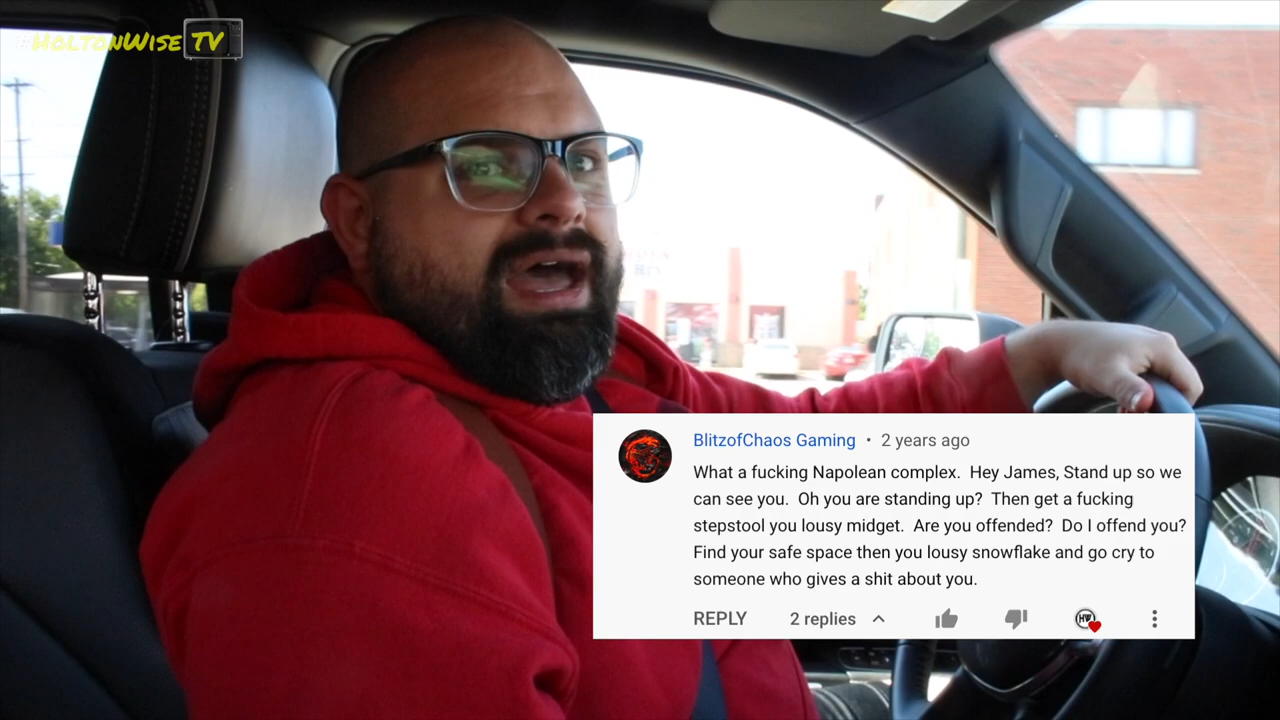 #HOLTONWISE TV
BlitzofChaos Gaming • 2 years ago
What a fucking Napolean complex. Hey James, Stand up so we
can see you. Oh you are standing up? Then get a fucking
stepstool you lousy midget. Are you offended? Do I offend you?
Find your safe space then you lousy snowflake and go cry to
someone who gives a shit about you.
REPLY 2 replies
HW